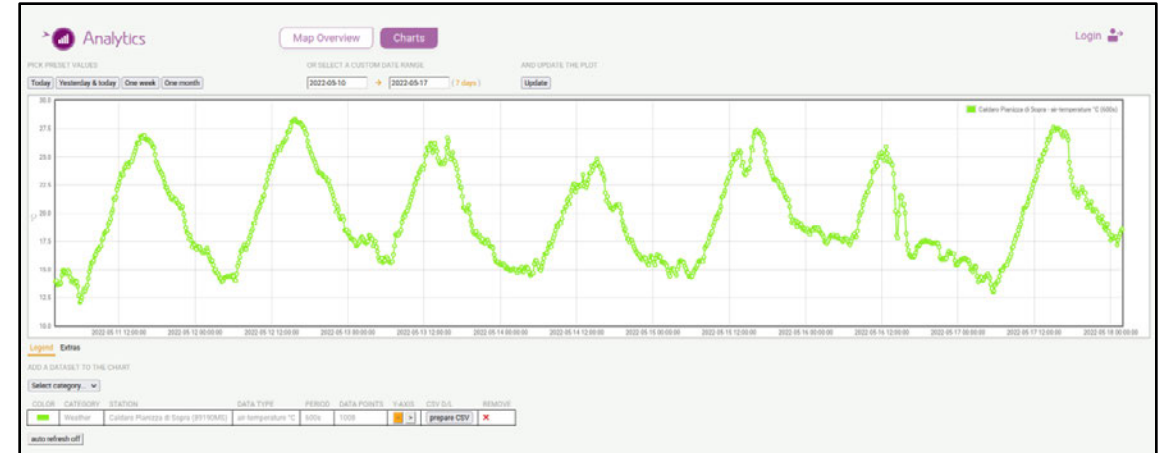 Analytics
Map Overview Charts
Login
PICK PRESET VALUES OR SELECT A CUSTOM DATE RANGE AND UPDATE THE PLOT
Today Yesterday & today One week One month 2022-05-10 → 2022-05-17 ( 7 days ) Update
30.0
Caldaro Pianizza di Sopra - air-temperature °C (600s)
27.5
25.0
22.5
°C 20.0
17.5
15.0
12.5
10.0
2022 05 11 12:00:00 2022 05 12 00:00:00 2022 05 12 12:00:00 2022 05 13 00:00:00 2022 05 13 12:00:00 2022 05 14 00:00:00 2022 05 14 12:00:00 2022 05 15 00:00:00 2022 05 15 12:00:00 2022 05 16 00:00:00 2022 05 16 12:00:00 2022 05 17 00:00:00 2022 05 17 12:00:00 2022 05 18 00:00:00
Legend Extras
ADD A DATASET TO THE CHART
Select category...
COLOR CATEGORY STATION DATA TYPE PERIOD DATA POINTS Y-AXIS CSV D/L REMOVE
Weather Caldaro Pianizza di Sopra (89190MS) air-temperature °C 600s 1008 < > prepare CSV ×
auto refresh off